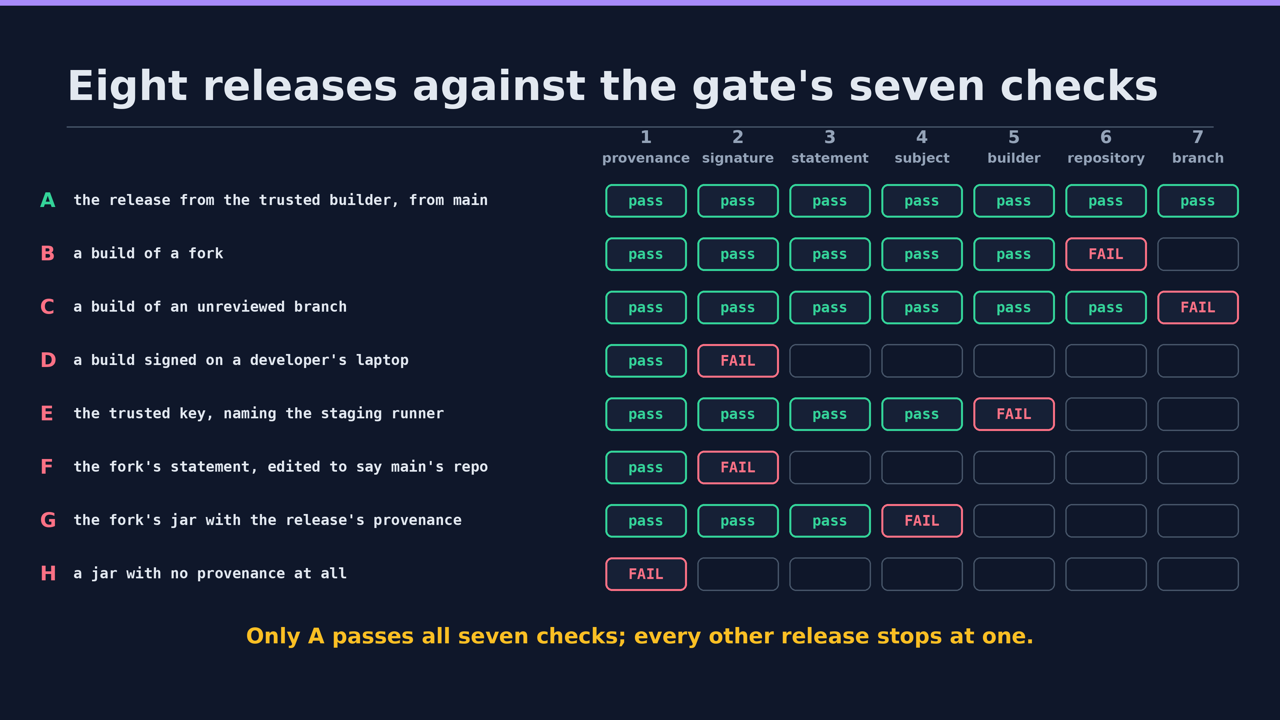 Eight releases against the gate's seven checks
1 2 3 4 5 6 7
provenance signature statement subject builder repository branch
A the release from the trusted builder, from main pass pass pass pass pass pass pass
B a build of a fork pass pass pass pass pass FAIL
C a build of an unreviewed branch pass pass pass pass pass pass FAIL
D a build signed on a developer's laptop pass FAIL
E the trusted key, naming the staging runner pass pass pass pass FAIL
F the fork's statement, edited to say main's repo pass FAIL
G the fork's jar with the release's provenance pass pass pass FAIL
H a jar with no provenance at all FAIL
Only A passes all seven checks; every other release stops at one.